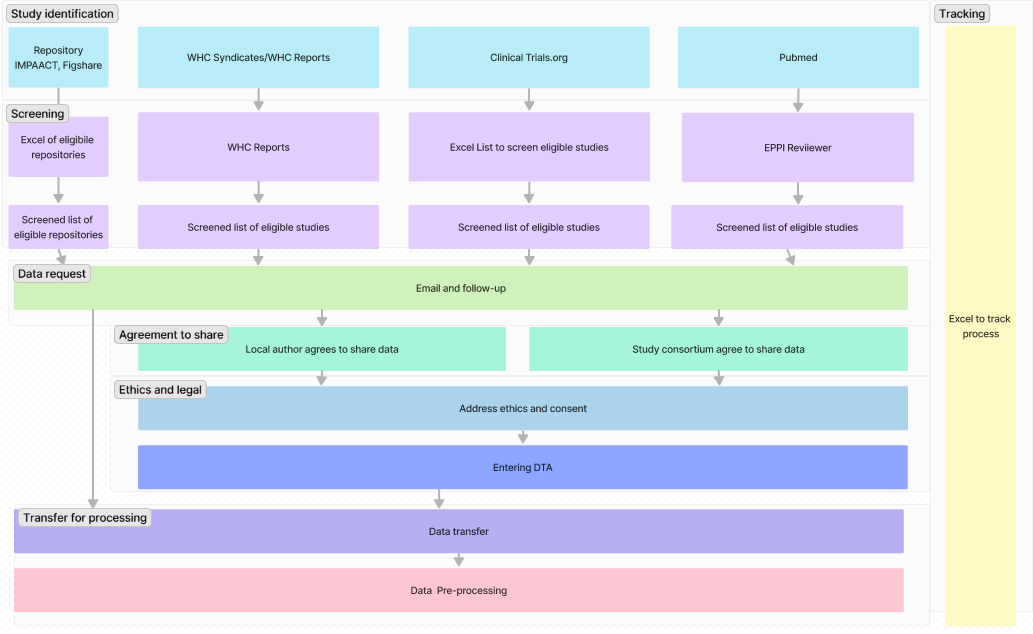 Study identification
Tracking
Repository
IMPAACT, Figshare
WHC Syndicates/WHC Reports
Clinical Trials.org
Pubmed
Screening
Excel of eligibile
repositories
WHC Reports
Excel List to screen eligible studies
EPPI Reviiewer
Screened list of
eligible repositories
Screened list of eligible studies
Screened list of eligible studies
Screened list of eligible studies
Data request
Email and follow-up
Excel to track
process
Agreement to share
Local author agrees to share data
Study consortium agree to share data
Ethics and legal
Address ethics and consent
Entering DTA
Transfer for processing
Data transfer
Data Pre-processing